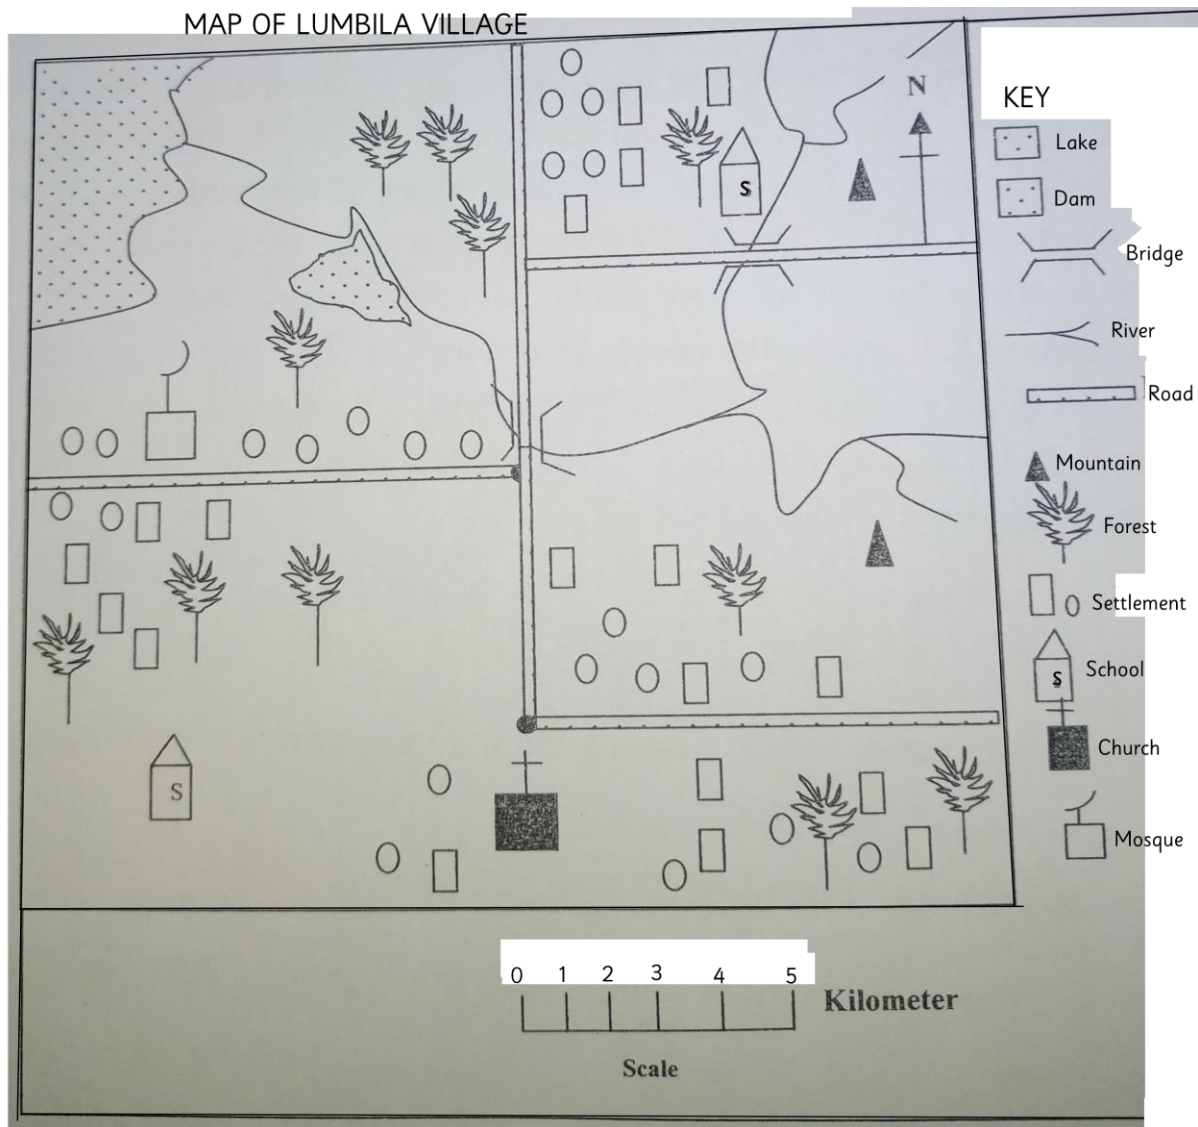 MAP OF LUMBILA VILLAGE
N
S
S
KEY
Lake
Dam
Bridge
River
Road
Mountain
Forest
Settlement
S
School
Church
Mosque
0 1 2 3 4 5
Kilometer
Scale